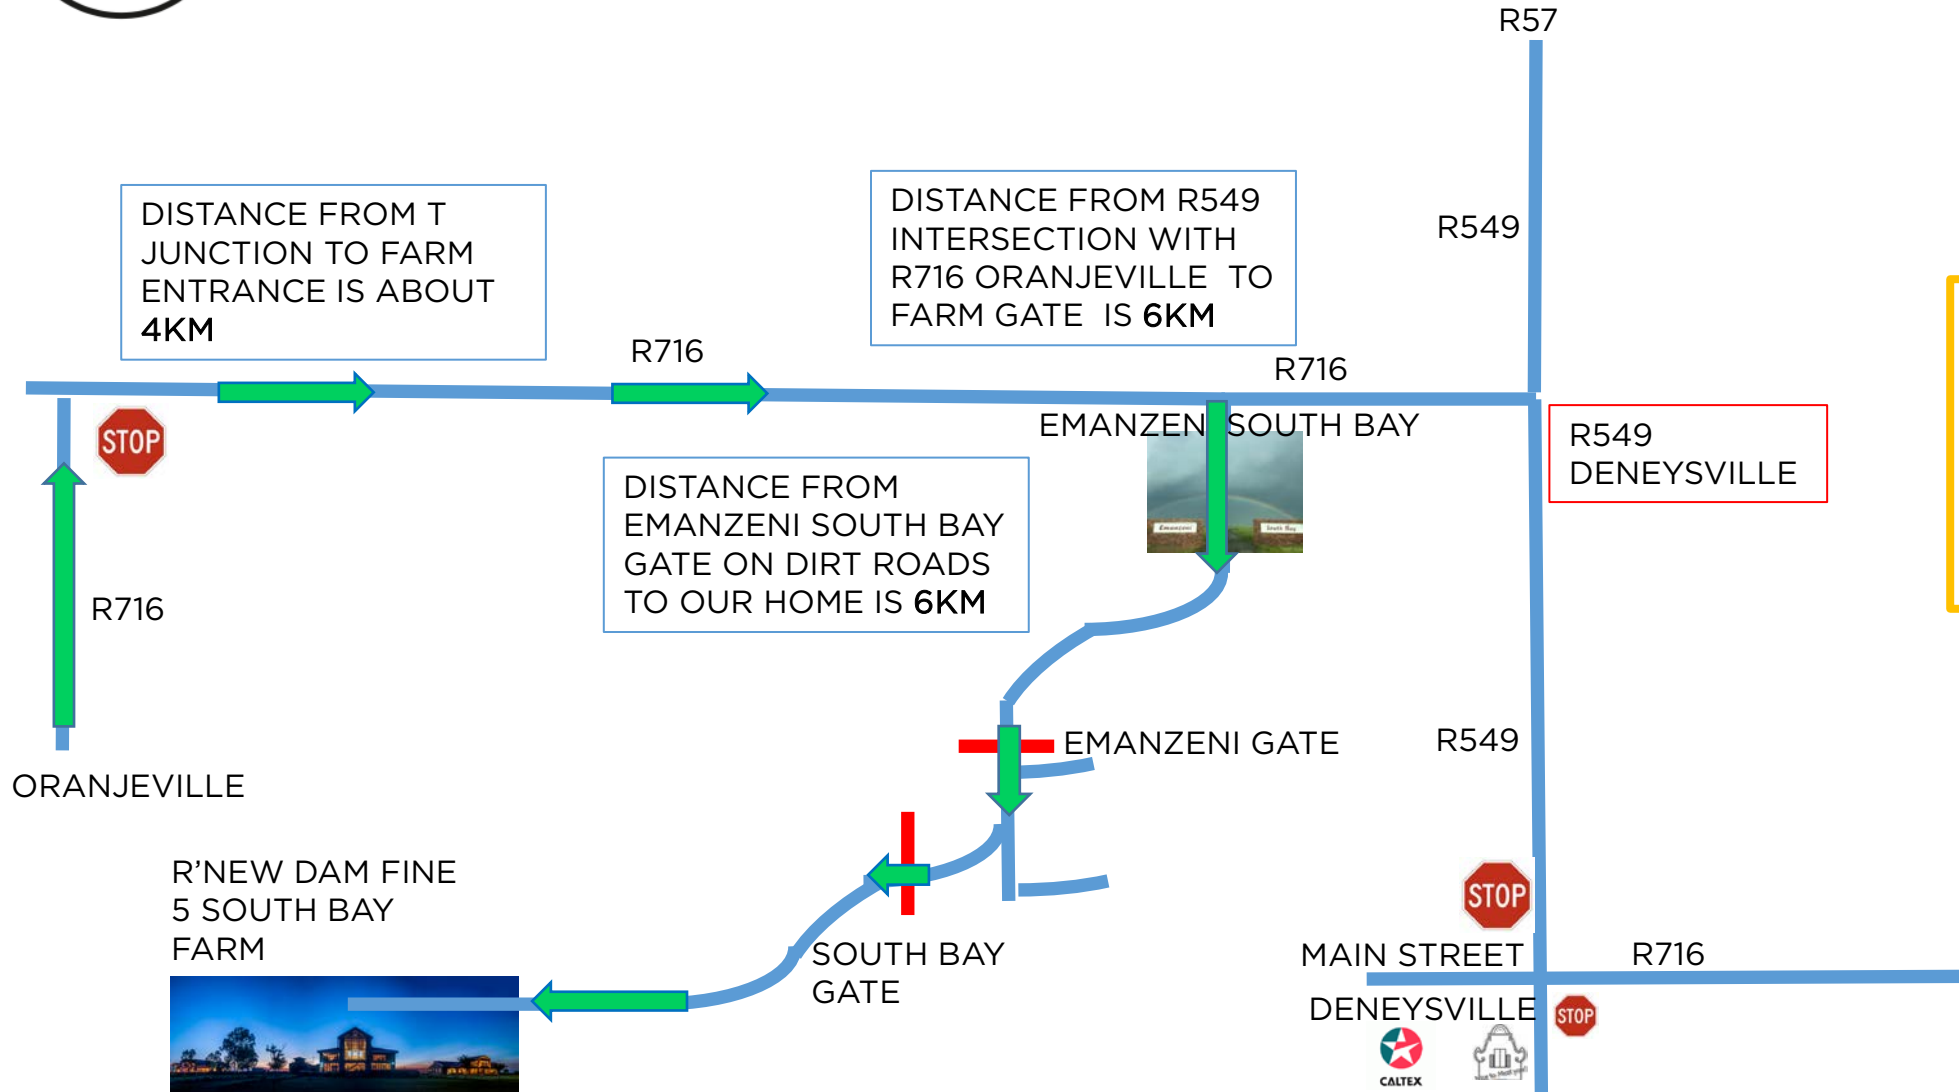 R57
DISTANCE FROM T
JUNCTION TO FARM
ENTRANCE IS ABOUT
4KM
DISTANCE FROM R549
INTERSECTION WITH
R716 ORANJEVILLE TO
FARM GATE IS 6KM
R549
R716
R716
STOP
EMANZEN SOUTH BAY
R549
DENEYSVILLE
DISTANCE FROM
EMANZENI SOUTH BAY
GATE ON DIRT ROADS
TO OUR HOME IS 6KM
Emanzeni
South Bay
R716
EMANZENI GATE
R549
ORANJEVILLE
R'NEW DAM FINE
5 SOUTH BAY
FARM
STOP
SOUTH BAY
GATE
MAIN STREET
R716
DENEYSVILLE
STOP
CALTEX